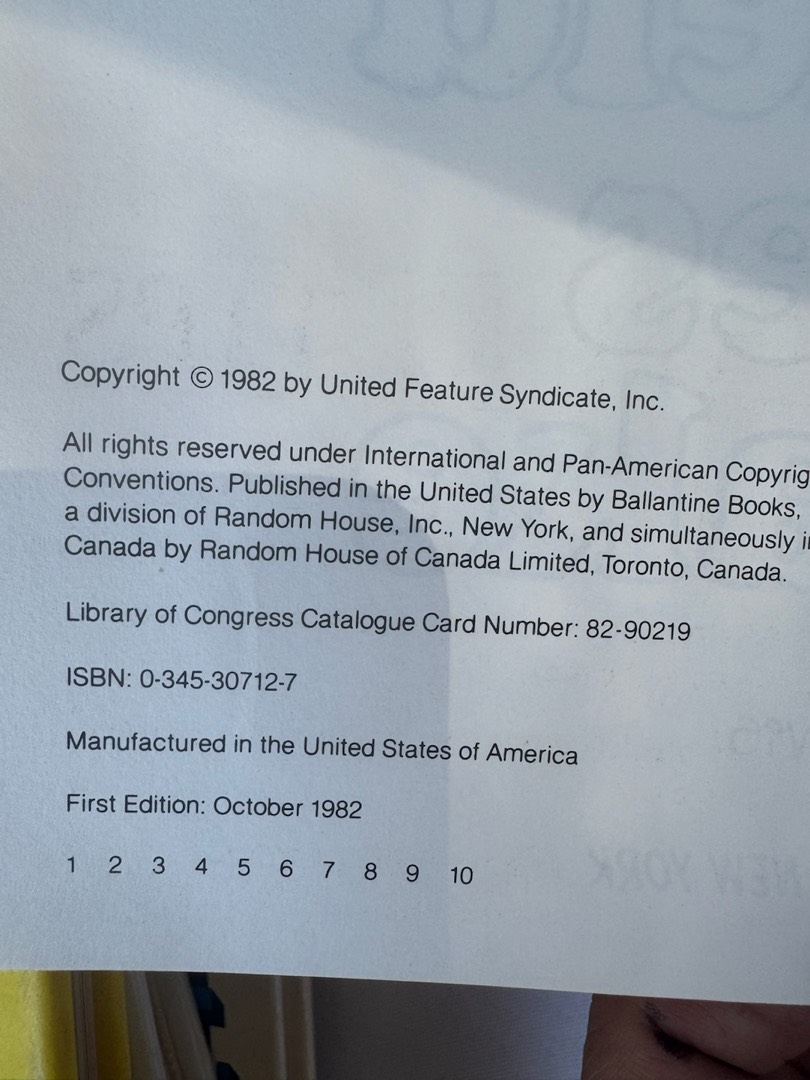 Copyright © 1982 by United Feature Syndicate, Inc.
All rights reserved under International and Pan-American Copyrig
Conventions. Published in the United States by Ballantine Books,
a division of Random House, Inc., New York, and simultaneously i
Canada by Random House of Canada Limited, Toronto, Canada.
Library of Congress Catalogue Card Number: 82-90219
ISBN: 0-345-30712-7
Manufactured in the United States of America
First Edition: October 1982
1 2 3 4 5 6 7 8 9 10
NEW YORK